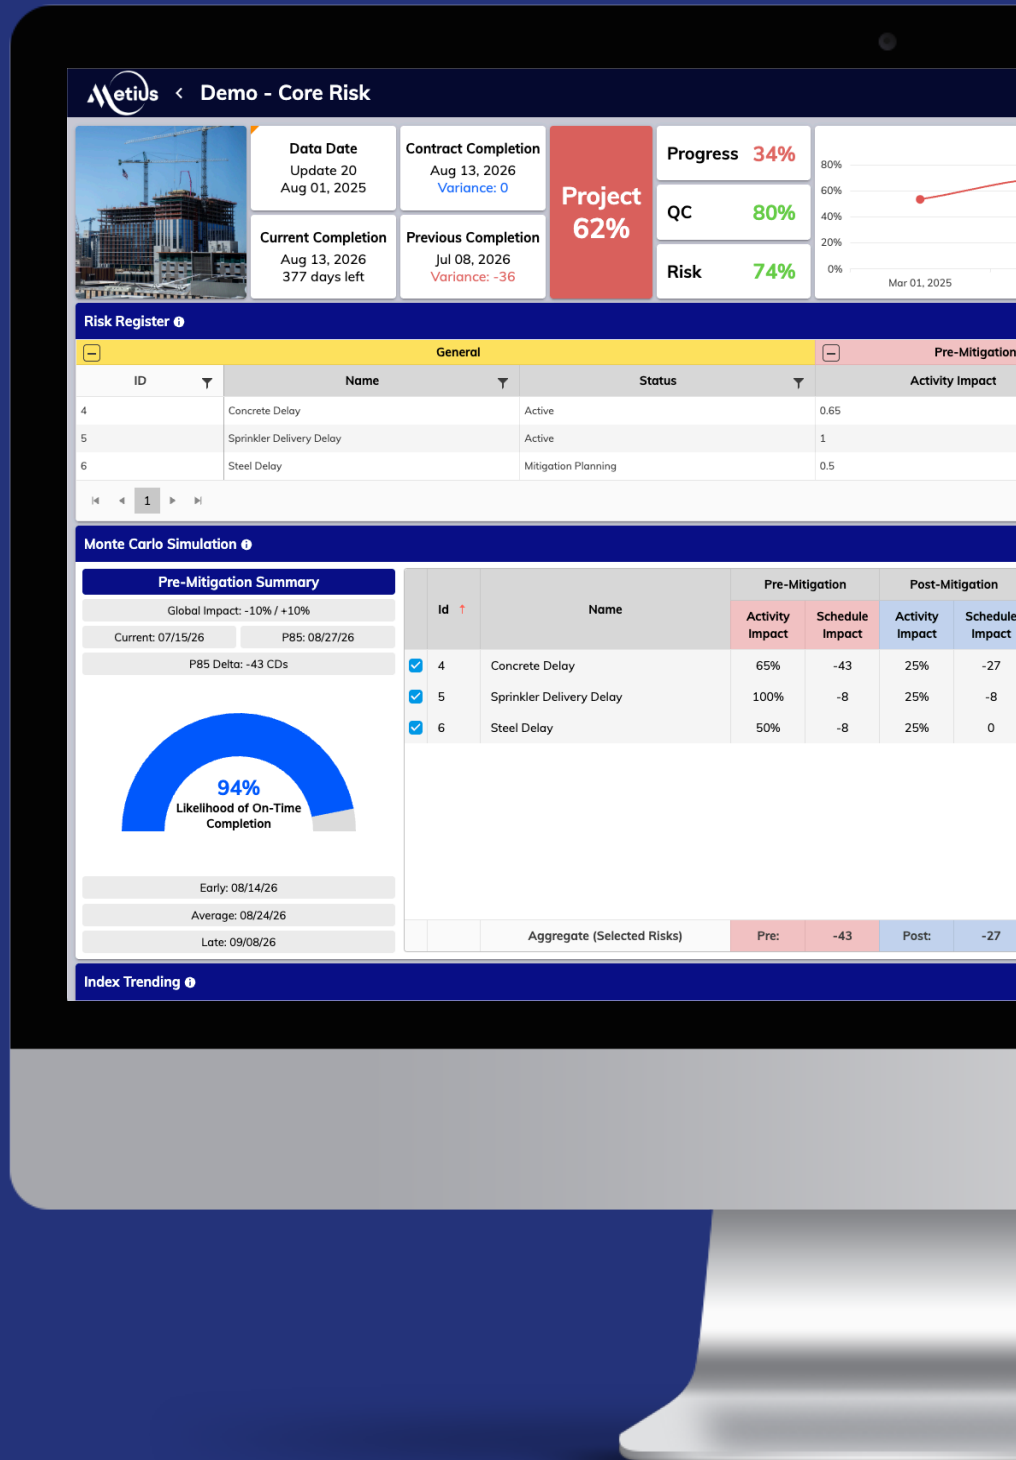 Metius
Demo - Core Risk
Data Date
Update 20
Aug 01, 2025
Contract Completion
Aug 13, 2026
Variance: 0
Current Completion
Aug 13, 2026
377 days left
Previous Completion
Jul 08, 2026
Variance: -36
Project
62%
Progress 34%
QC 80%
Risk 74%
80%
60%
40%
20%
0%
Mar 01, 2025
Risk Register
General Pre-Mitigation
ID Name Status Activity Impact
4 Concrete Delay Active 0.65
5 Sprinkler Delivery Delay Active 1
6 Steel Delay Mitigation Planning 0.5
1
Monte Carlo Simulation
Pre-Mitigation Summary
Global Impact: -10% / +10%
Current: 07/15/26 P85: 08/27/26
P85 Delta: -43 CDs
94%
Likelihood of On-Time
Completion
Early: 08/14/26
Average: 08/24/26
Late: 09/08/26
Pre-Mitigation Post-Mitigation
Id Name
Activity Schedule Activity Schedule
Impact Impact Impact Impact
4 Concrete Delay 65% -43 25% -27
5 Sprinkler Delivery Delay 100% -8 25% -8
6 Steel Delay 50% -8 25% 0
Aggregate (Selected Risks) Pre: -43 Post: -27
Index Trending